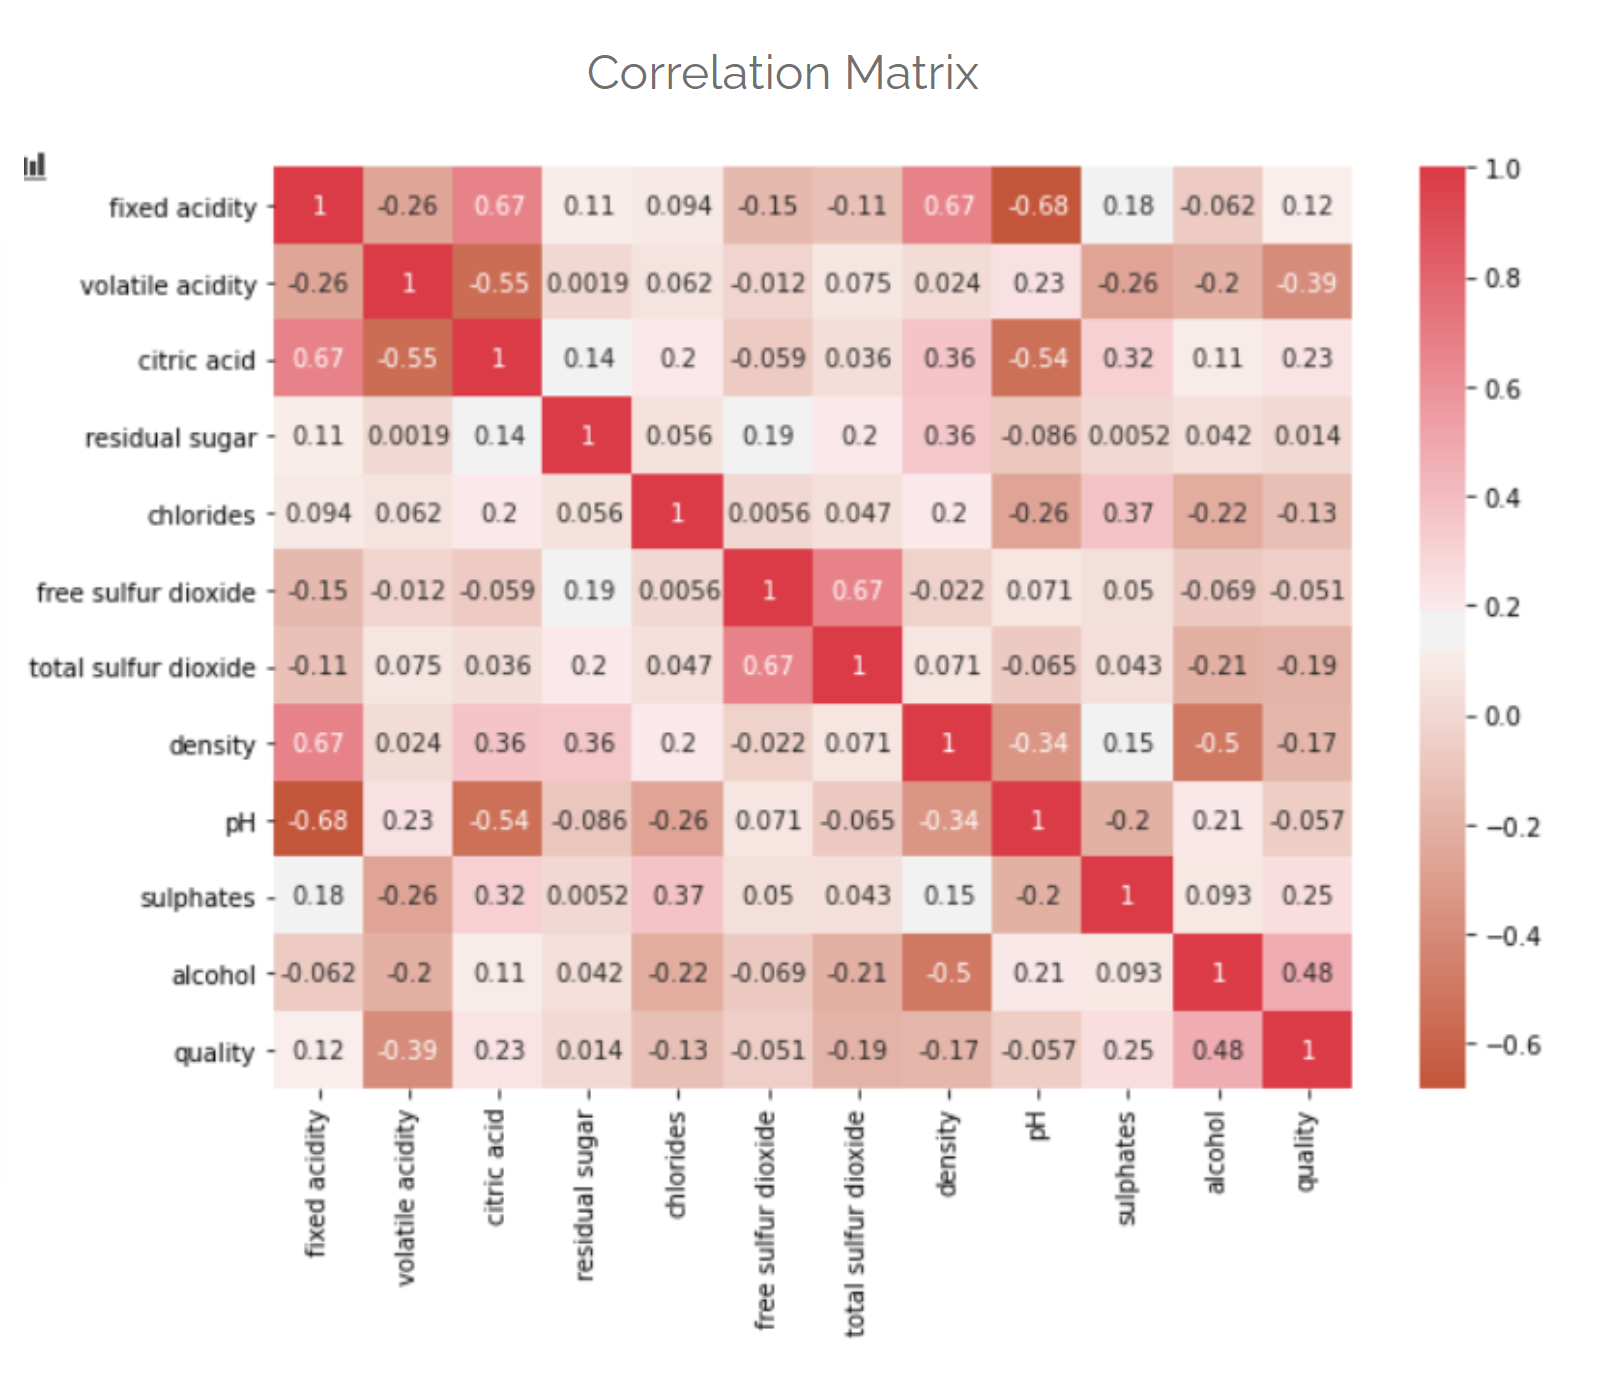 Correlation Matrix
fixed acidity 1 -0.26 0.67 0.11 0.094 -0.15 -0.11 0.67 -0.68 0.18 -0.062 0.12
volatile acidity -0.26 1 -0.55 0.0019 0.062 -0.012 0.075 0.024 0.23 -0.26 -0.2 -0.39
citric acid 0.67 -0.55 1 0.14 0.2 -0.059 0.036 0.36 -0.54 0.32 0.11 0.23
residual sugar 0.11 0.0019 0.14 1 0.056 0.19 0.2 0.36 -0.086 0.0052 0.042 0.014
chlorides 0.094 0.062 0.2 0.056 1 0.0056 0.047 0.2 -0.26 0.37 -0.22 -0.13
free sulfur dioxide -0.15 -0.012 -0.059 0.19 0.0056 1 0.67 -0.022 0.071 0.05 -0.069 -0.051
total sulfur dioxide -0.11 0.075 0.036 0.2 0.047 0.67 1 0.071 -0.065 0.043 -0.21 -0.19
density 0.67 0.024 0.36 0.36 0.2 -0.022 0.071 1 -0.34 0.15 -0.5 -0.17
pH -0.68 0.23 -0.54 -0.086 -0.26 0.071 -0.065 -0.34 1 -0.2 0.21 -0.057
sulphates 0.18 -0.26 0.32 0.0052 0.37 0.05 0.043 0.15 -0.2 1 0.093 0.25
alcohol -0.062 -0.2 0.11 0.042 -0.22 -0.069 -0.21 -0.5 0.21 0.093 1 0.48
quality 0.12 -0.39 0.23 0.014 -0.13 -0.051 -0.19 -0.17 -0.057 0.25 0.48 1
fixed acidity
volatile acidity
citric acid
residual sugar
chlorides
free sulfur dioxide
total sulfur dioxide
density
pH
sulphates
alcohol
quality
1.0
0.8
0.6
0.4
0.2
0.0
−0.2
−0.4
−0.6